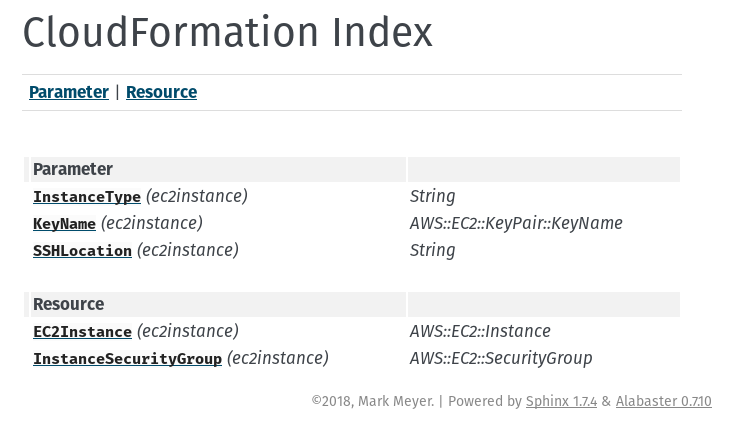 CloudFormation Index
Parameter | Resource
Parameter
InstanceType (ec2instance) String
KeyName (ec2instance) AWS::EC2::KeyPair::KeyName
SSHLocation (ec2instance) String
Resource
EC2Instance (ec2instance) AWS::EC2::Instance
InstanceSecurityGroup (ec2instance) AWS::EC2::SecurityGroup
©2018, Mark Meyer. | Powered by Sphinx 1.7.4 & Alabaster 0.7.10